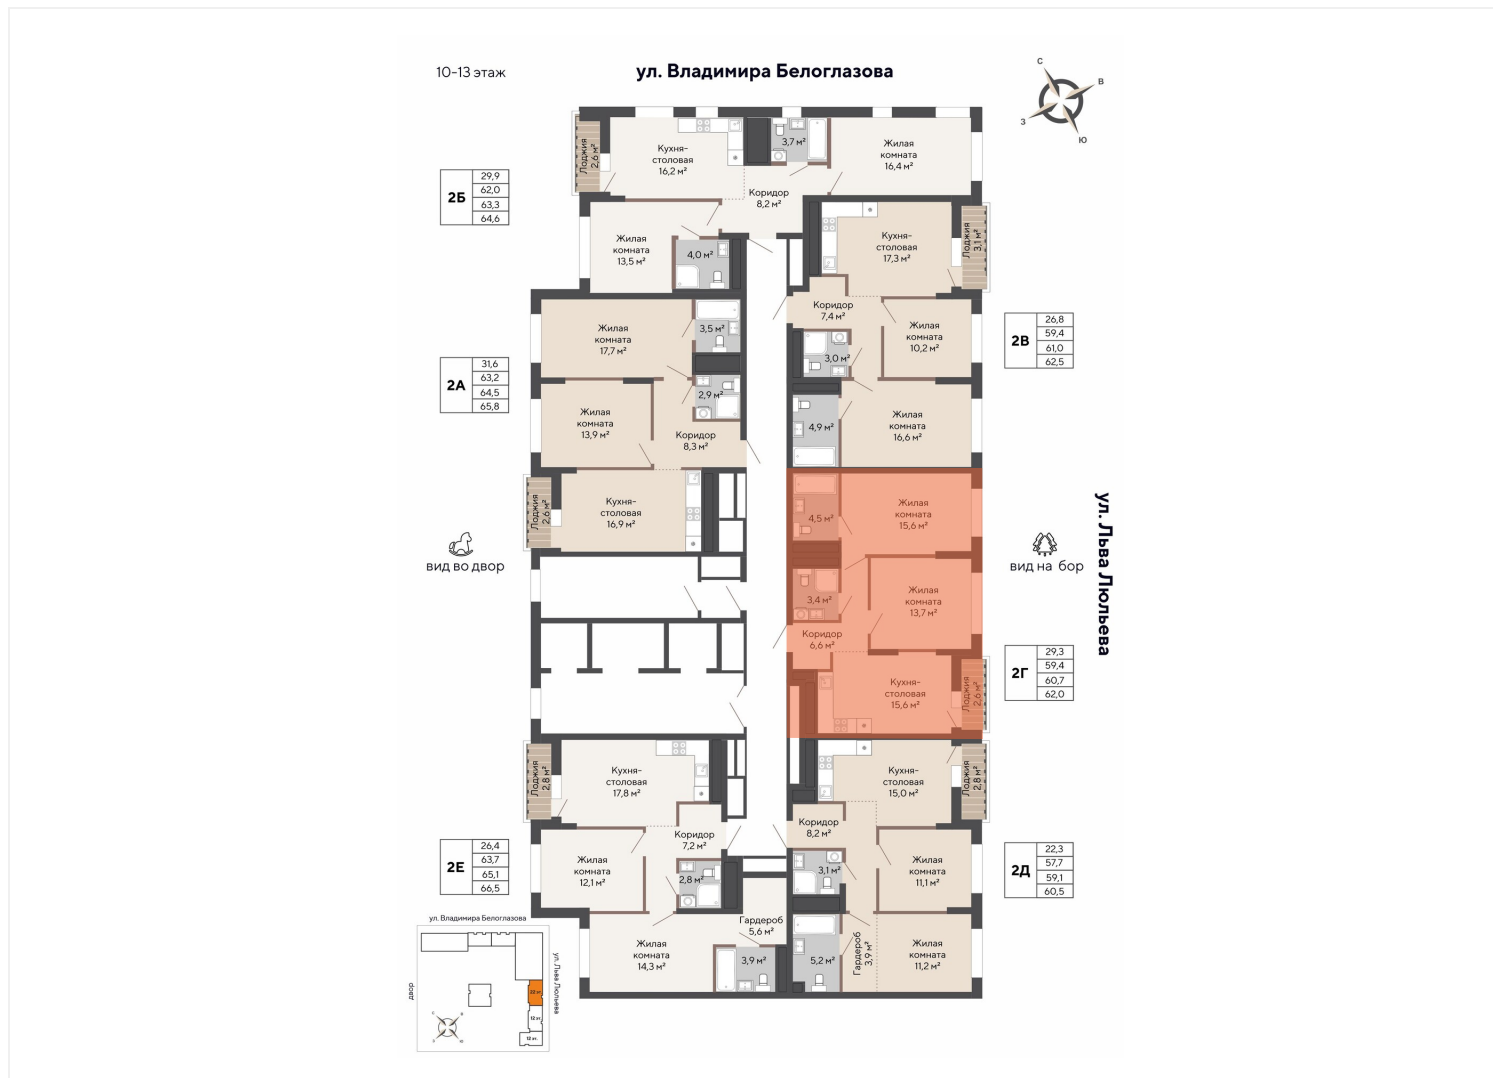 10-13 этаж
ул. Владимира Белоглазова
С
В
З
Ю
2Б
29,9
62,0
63,3
64,6
2А
31,6
63,2
64,5
65,8
вид во двор
2Е
26,4
63,7
65,1
66,5
Лоджия
2,6 м²
Кухня-
столовая
16,2 м²
3,7 м²
Жилая
комната
16,4 м²
Коридор
8,2 м²
Жилая
комната
13,5 м²
4,0 м²
Кухня-
столовая
17,3 м²
Лоджия
3,1 м²
Коридор
7,4 м²
Жилая
комната
10,2 м²
3,0 м²
Жилая
комната
17,7 м²
3,5 м²
2,9 м²
Жилая
комната
13,9 м²
Коридор
8,3 м²
4,9 м²
Жилая
комната
16,6 м²
Лоджия
2,6 м²
Кухня-
столовая
16,9 м²
4,5 м²
Жилая
комната
15,6 м²
3,4 м²
Жилая
комната
13,7 м²
Коридор
6,6 м²
Кухня-
столовая
15,6 м²
Лоджия
2,6 м²
Лоджия
2,8 м²
Кухня-
столовая
17,8 м²
Коридор
7,2 м²
Жилая
комната
12,1 м²
2,8 м²
Гардероб
5,6 м²
Жилая
комната
14,3 м²
3,9 м²
Кухня-
столовая
15,0 м²
Лоджия
2,8 м²
Коридор
8,2 м²
3,1 м²
Жилая
комната
11,1 м²
5,2 м²
Гардероб
3,9 м²
Жилая
комната
11,2 м²
2В
26,8
59,4
61,0
62,5
вид на бор
ул. Льва Люльева
2Г
29,3
59,4
60,7
62,0
2Д
22,3
57,7
59,1
60,5
ул. Владимира Белоглазова
двор
ул. Льва Люльева
22 эт.
12 эт.
12 эт.